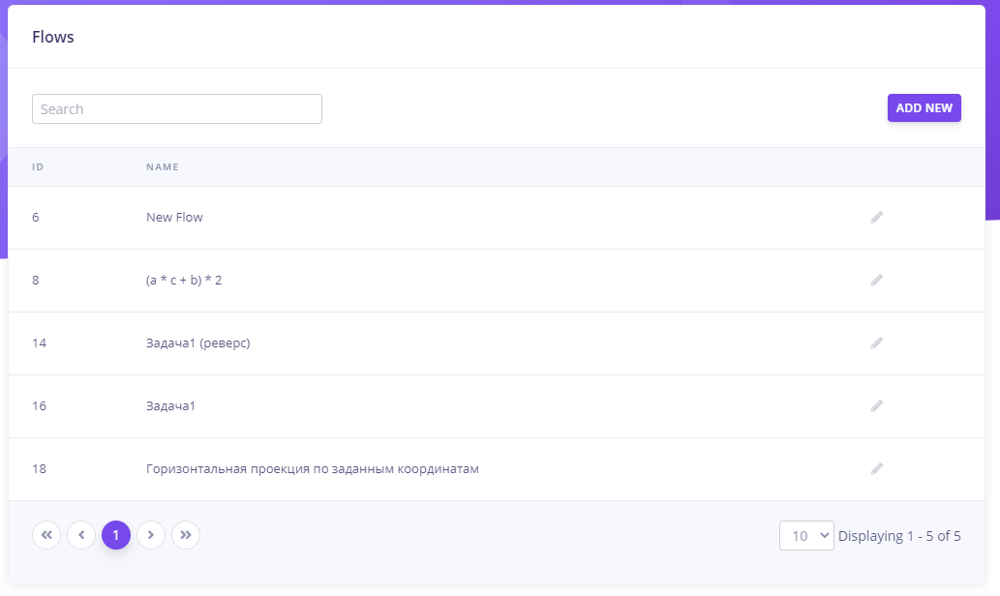 Flows
Search
ADD NEW
ID NAME
6 New Flow
8 (a * c + b) * 2
14 Задача1 (реверс)
16 Задача1
18 Горизонтальная проекция по заданным координатам
1 10 Displaying 1 - 5 of 5